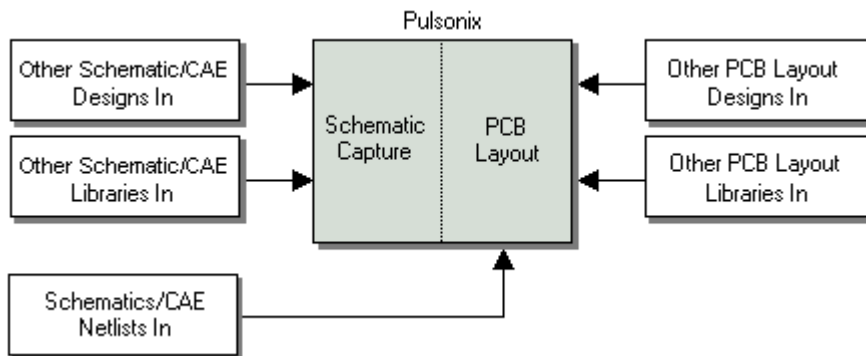 Pulsonix
Other Schematic/CAE
Designs In
Other Schematic/CAE
Libraries In
Schematic
Capture
PCB
Layout
Other PCB Layout
Designs In
Other PCB Layout
Libraries In
Schematics/CAE
Netlists In